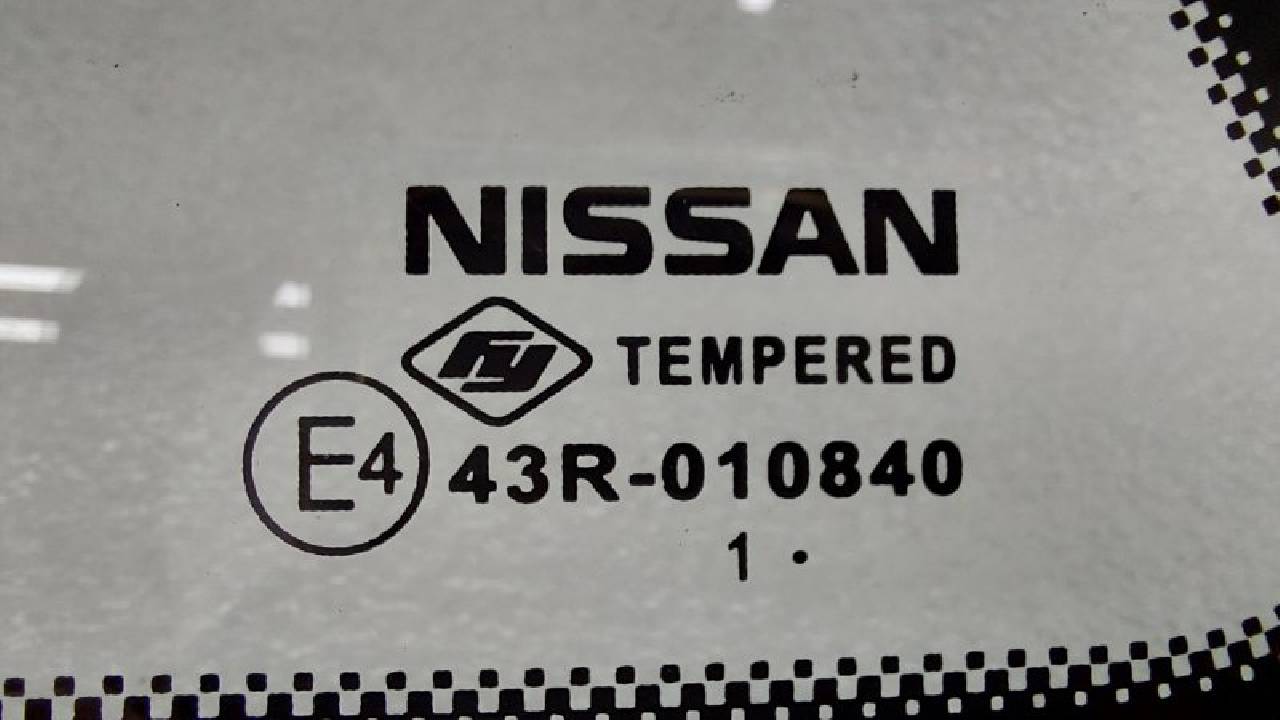 NISSAN
TEMPERED
E4 43R-010840
1 •